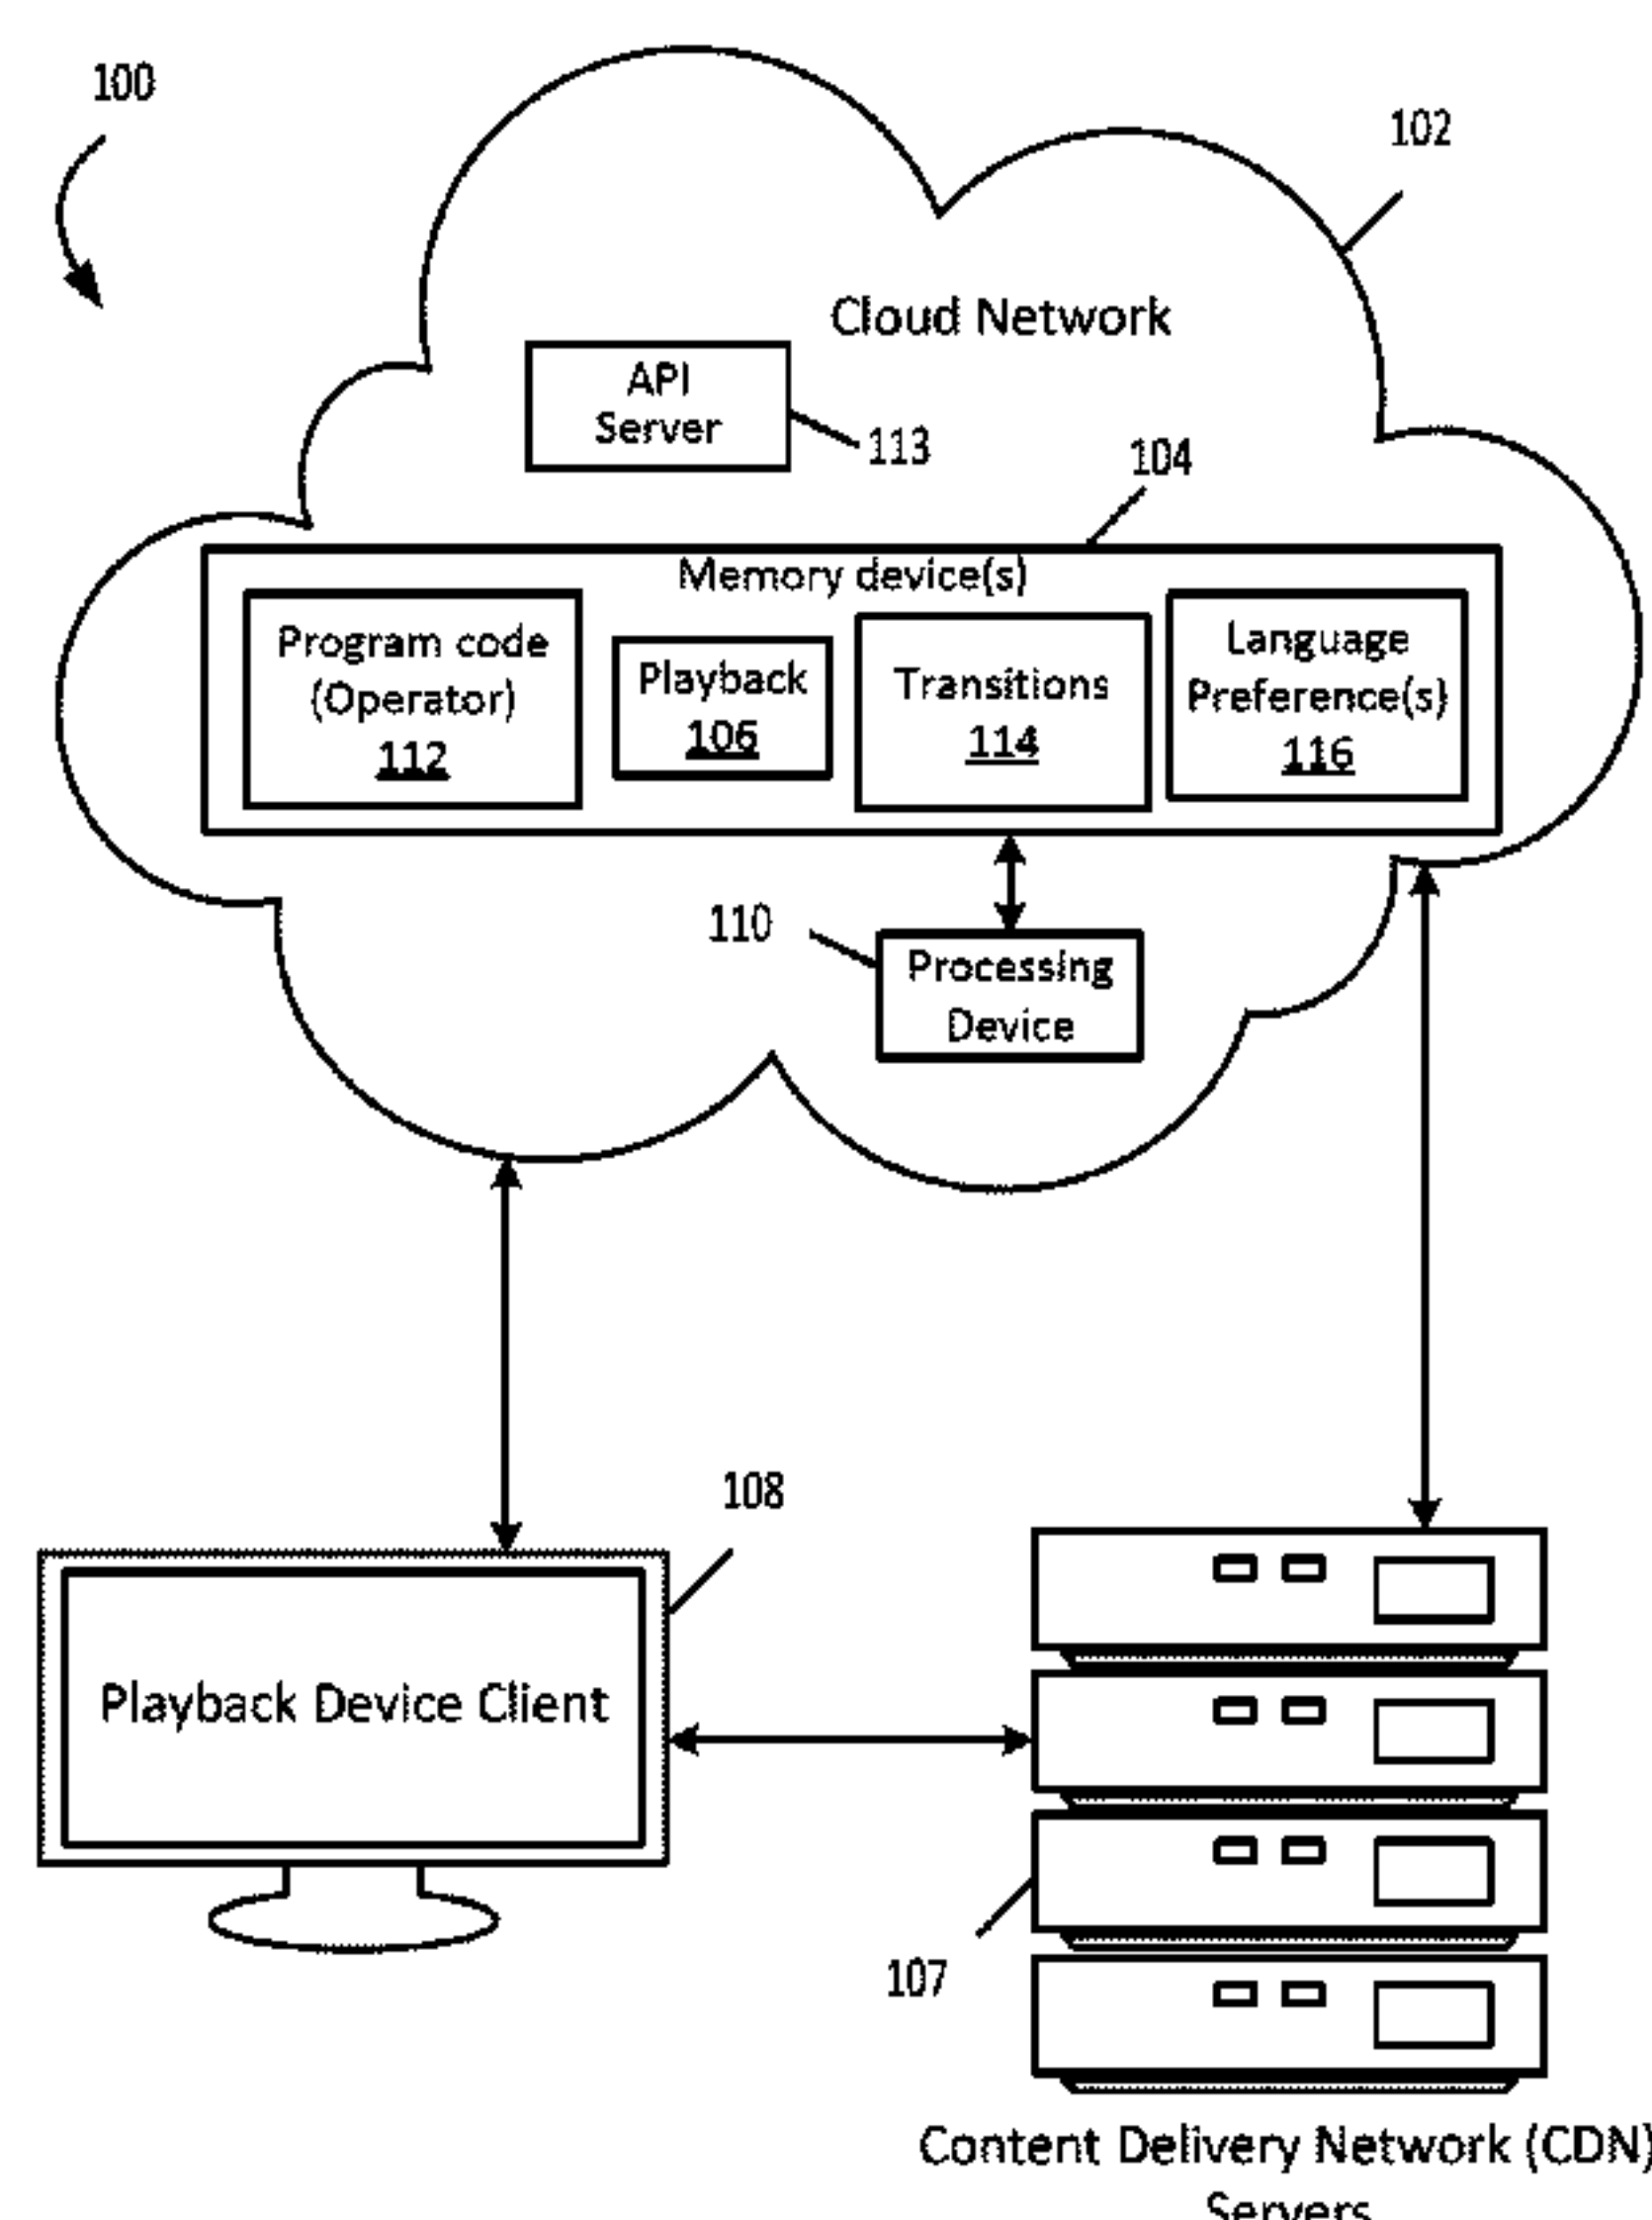 100
102
Cloud Network
API
Server
113
104
Memory device(s)
Program code
(Operator)
112
Playback
106
Transitions
114
Language
Preference(s)
116
110
Processing
Device
108
Playback Device Client
107
Content Delivery Network (CDN)
Servers